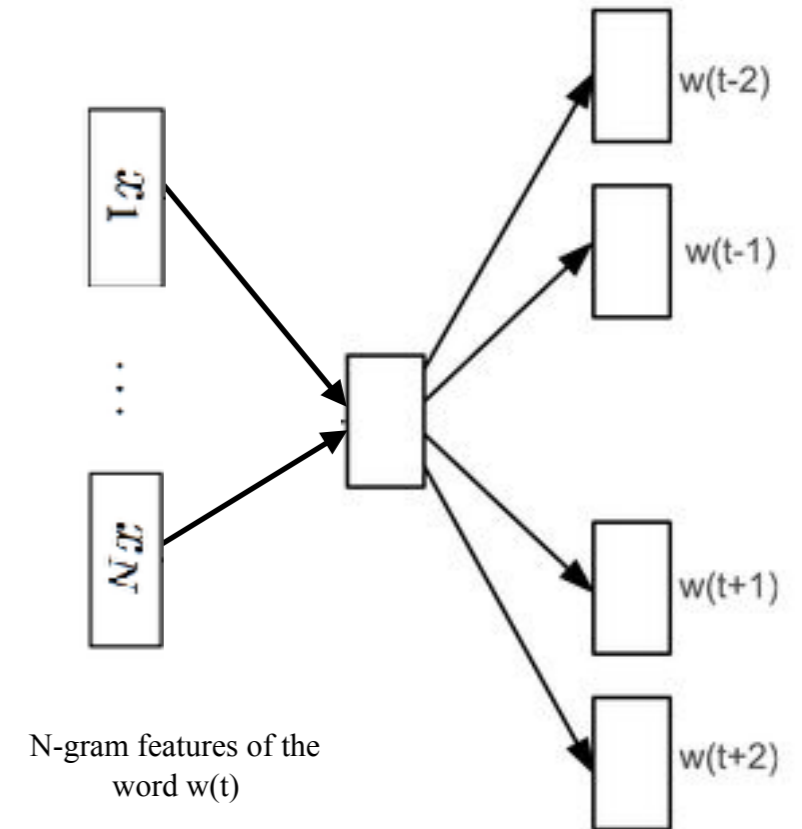 x1
...
xN
N-gram features of the
word w(t)
w(t-2)
w(t-1)
w(t+1)
w(t+2)